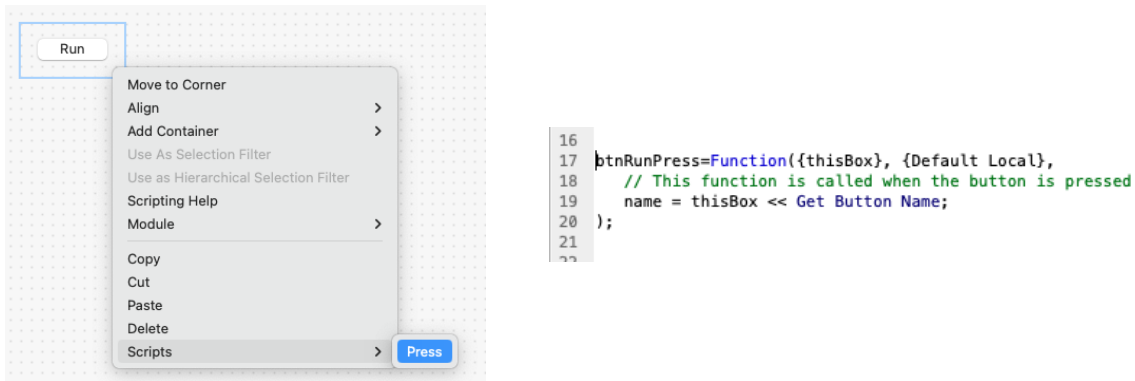 Run
Move to Corner
Align
Add Container
Use As Selection Filter
Use as Hierarchical Selection Filter
Scripting Help
Module
Copy
Cut
Paste
Delete
Scripts
Press
16
17 btnRunPress=Function({thisBox}, {Default Local},
18 // This function is called when the button is pressed
19 name = thisBox << Get Button Name;
20 );
21
22